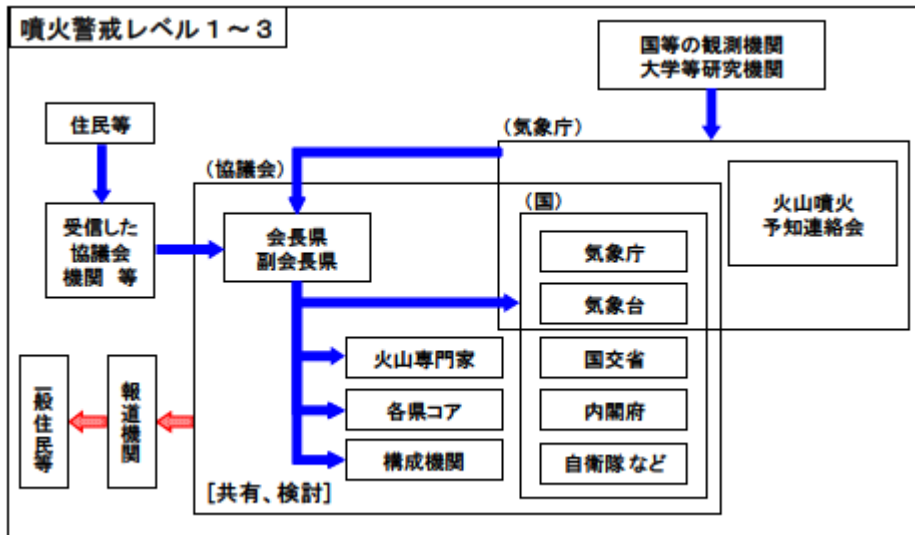 噴火警戒レベル１～３
国等の観測機関
大学等研究機関
住民等
（気象庁）
（協議会）
火山噴火
予知連絡会
（国）
受信した
協議会
機関 等
会長県
副会長県
気象庁
気象台
火山専門家
国交省
一般住民等
報道機関
各県コア
内閣府
構成機関
自衛隊など
［共有、検討］